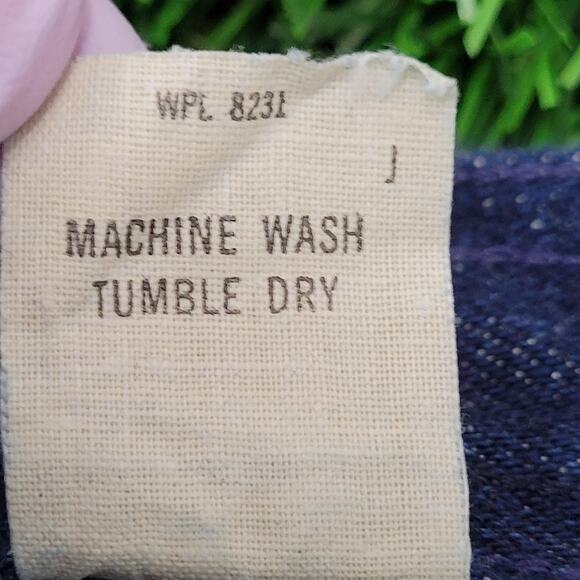 WPL 8231
J
MACHINE WASH
TUMBLE DRY